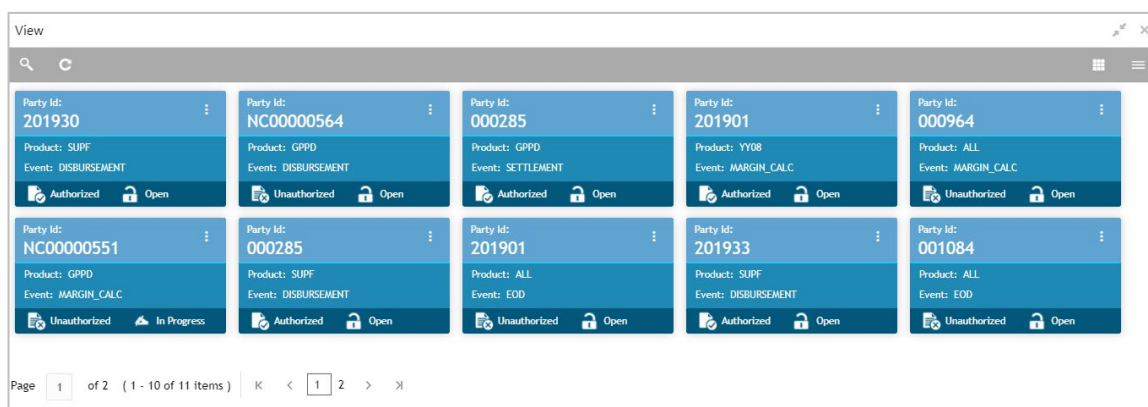 View
Party Id:
201930
Product: SUPF
Event: DISBURSEMENT
Authorized Open
Party Id:
NC00000564
Product: GPPD
Event: DISBURSEMENT
Unauthorized Open
Party Id:
000285
Product: GPPD
Event: SETTLEMENT
Authorized Open
Party Id:
201901
Product: YY08
Event: MARGIN_CALC
Authorized Open
Party Id:
000964
Product: ALL
Event: MARGIN_CALC
Unauthorized Open
Party Id:
NC00000551
Product: GPPD
Event: MARGIN_CALC
Unauthorized In Progress
Party Id:
000285
Product: SUPF
Event: DISBURSEMENT
Authorized Open
Party Id:
201901
Product: ALL
Event: EOD
Unauthorized Open
Party Id:
201933
Product: SUPF
Event: DISBURSEMENT
Authorized Open
Party Id:
001084
Product: ALL
Event: EOD
Unauthorized Open
Page 1 of 2 ( 1 - 10 of 11 items ) 1 2